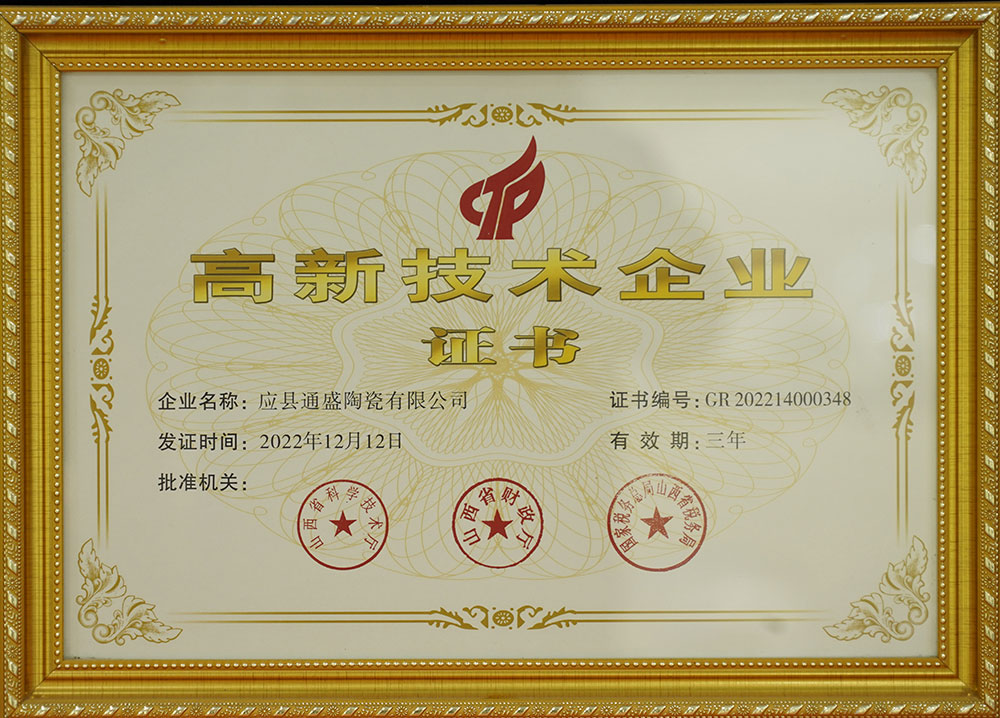 高新技术企业
证书
企业名称：应县通盛陶瓷有限公司
证书编号：GR 202214000348
发证时间：2022年12月12日
有效期：三年
批准机关：
山西省科学技术厅
山西省财政厅
国家税务总局山西省税务局